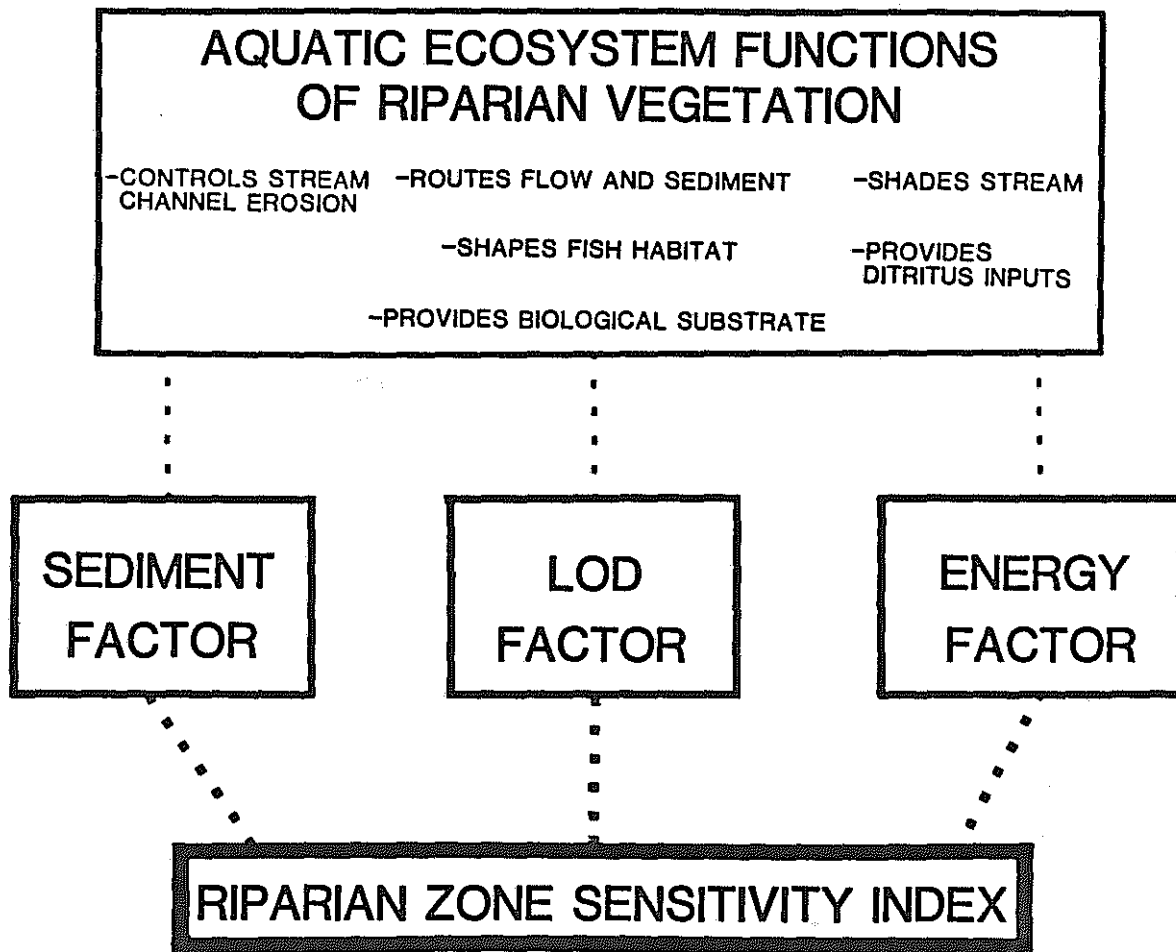 AQUATIC ECOSYSTEM FUNCTIONS
OF RIPARIAN VEGETATION
-CONTROLS STREAM
CHANNEL EROSION
-ROUTES FLOW AND SEDIMENT
-SHADES STREAM
-SHAPES FISH HABITAT
-PROVIDES
DITRITUS INPUTS
-PROVIDES BIOLOGICAL SUBSTRATE
SEDIMENT
FACTOR
LOD
FACTOR
ENERGY
FACTOR
RIPARIAN ZONE SENSITIVITY INDEX